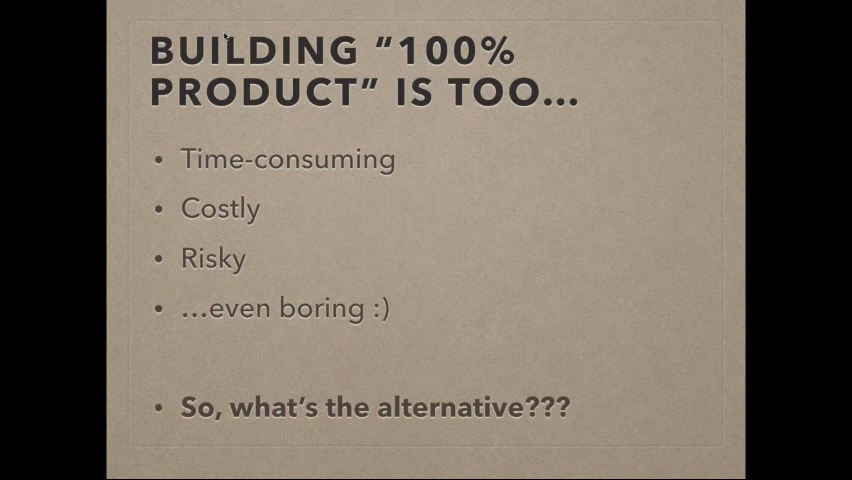 BUILDING “100%
PRODUCT” IS TOO…
• Time-consuming
• Costly
• Risky
• …even boring :)
• So, what’s the alternative???